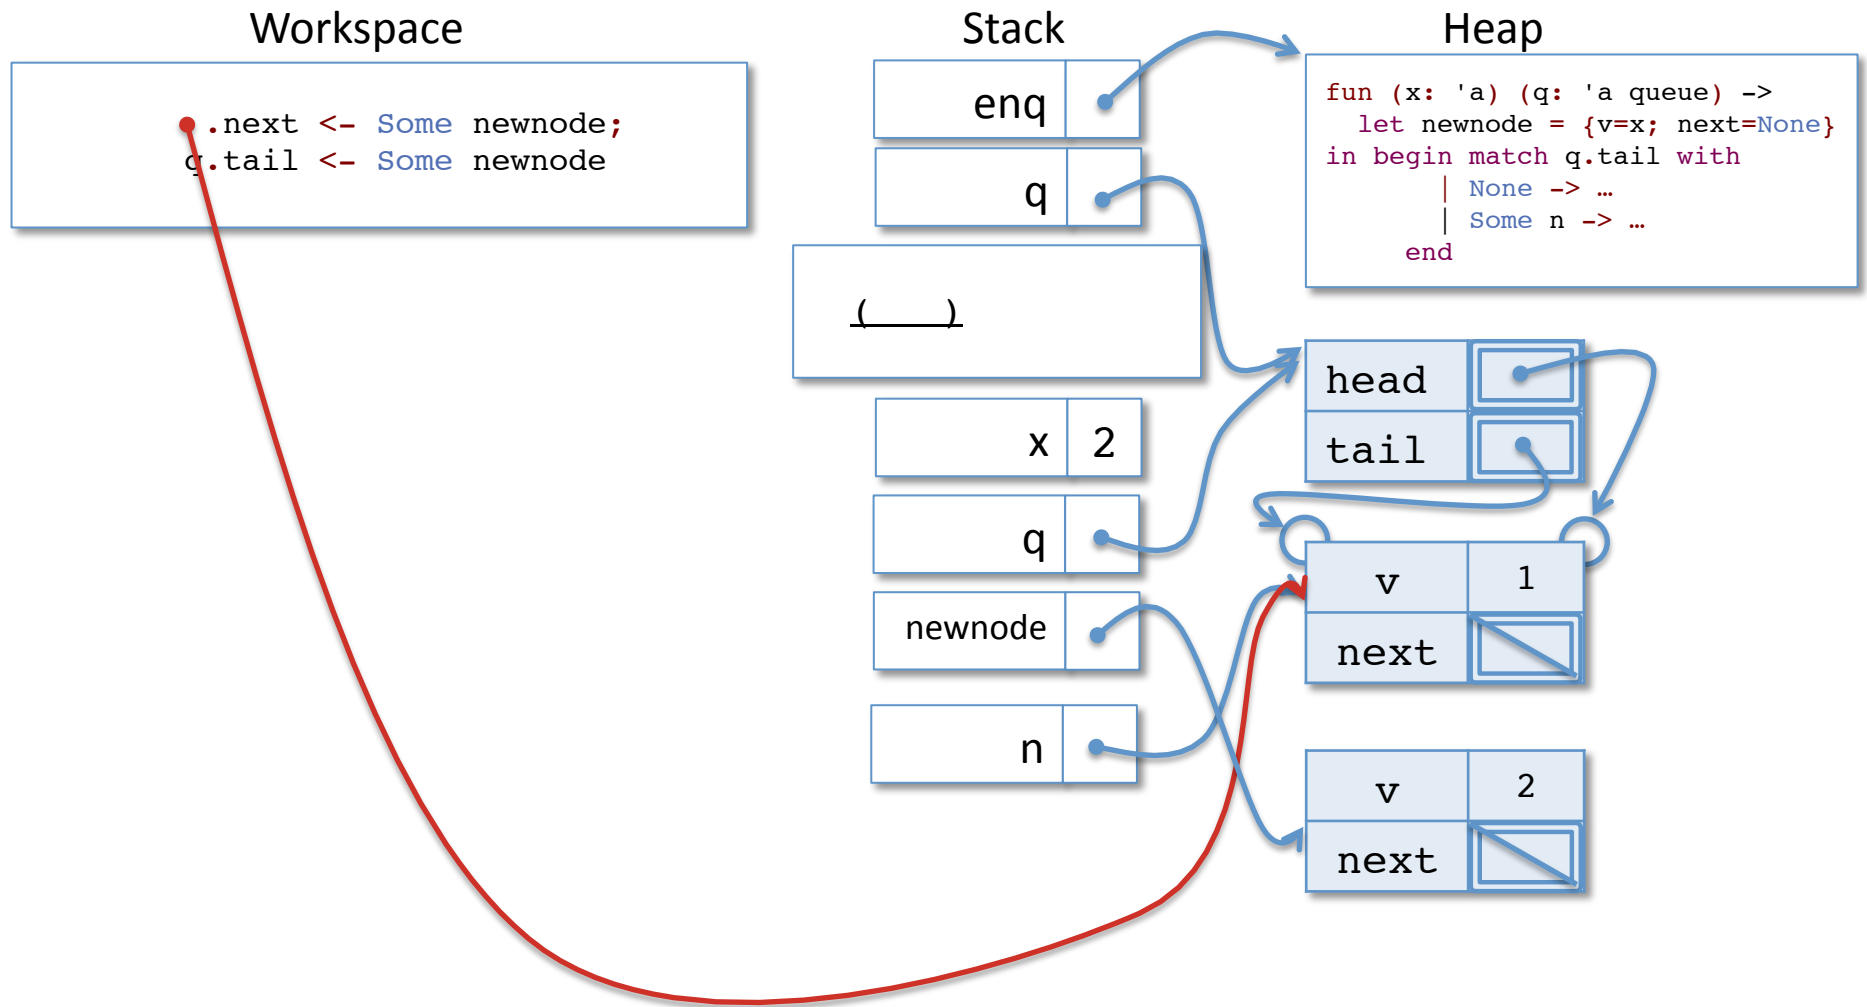 Workspace
.next <- Some newnode;
q.tail <- Some newnode
Stack
enq
q
(    )
x 2
q
newnode
n
Heap
fun (x: 'a) (q: 'a queue) ->
let newnode = {v=x; next=None}
in begin match q.tail with
| None -> …
| Some n -> …
end
head
tail
v 1
next
v 2
next